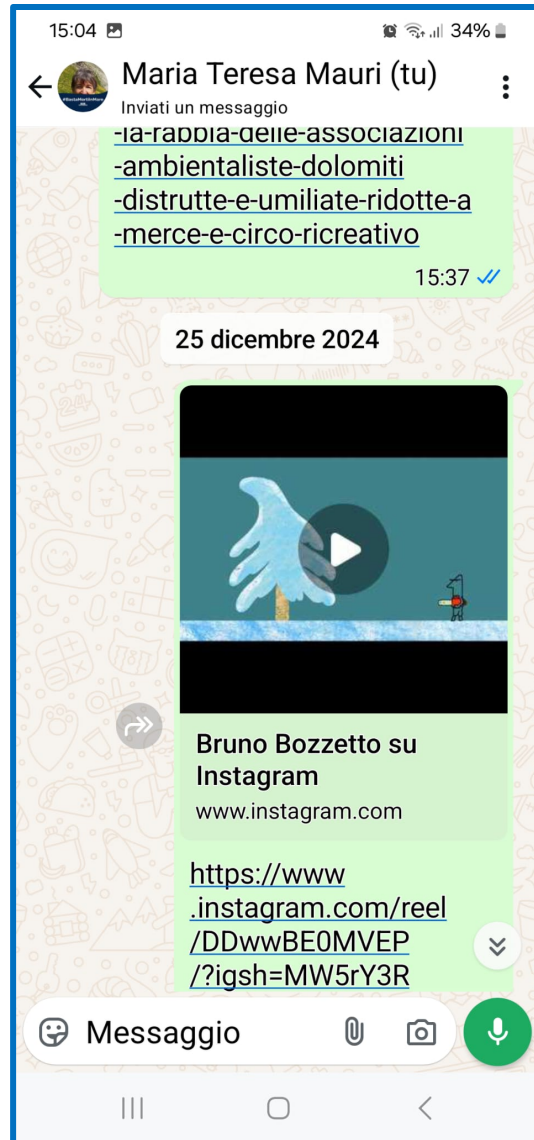 15:04
34%
Maria Teresa Mauri (tu)
Inviati un messaggio
-la-rabbia-delle-associazioni
-ambientaliste-dolomiti
-distrutte-e-umiliate-ridotte-a
-merce-e-circo-ricreativo
15:37
25 dicembre 2024
Bruno Bozzetto su
Instagram
www.instagram.com
https://www
.instagram.com/reel
/DDwwBE0MVEP
/?igsh=MW5rY3R
Messaggio